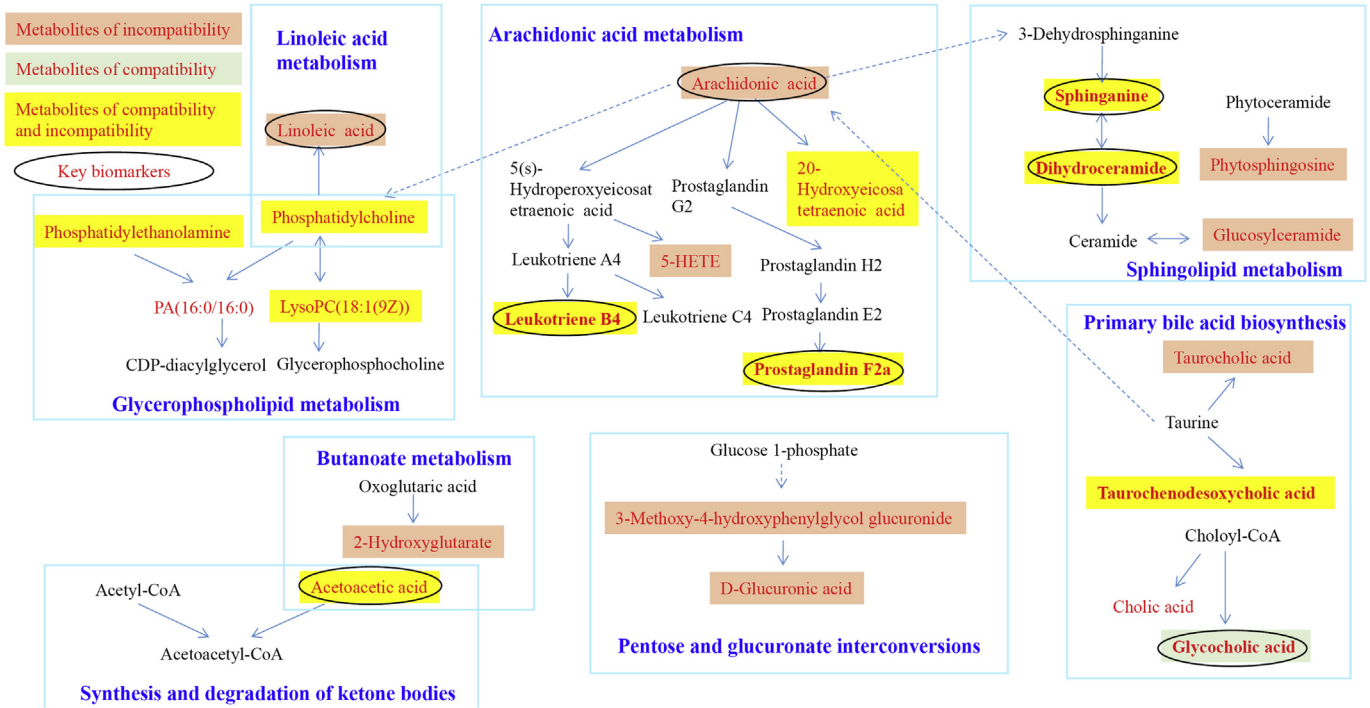 Metabolites of incompatibility
Metabolites of compatibility
Metabolites of compatibility
and incompatibility
Key biomarkers
Linoleic acid
metabolism
Linoleic acid
Phosphatidylcholine
Phosphatidylethanolamine
PA(16:0/16:0)
LysoPC(18:1(9Z))
CDP-diacylglycerol
Glycerophosphocholine
Glycerophospholipid metabolism
Arachidonic acid metabolism
Arachidonic acid
5(s)-
Hydroperoxyeicosat
etraenoic acid
Prostaglandin
G2
20-
Hydroxyeicosa
tetraenoic acid
Leukotriene A4
5-HETE
Prostaglandin H2
Leukotriene B4
Leukotriene C4
Prostaglandin E2
Prostaglandin F2a
3-Dehydrosphinganine
Sphinganine
Phytoceramide
Dihydroceramide
Phytosphingosine
Ceramide
Glucosylceramide
Sphingolipid metabolism
Primary bile acid biosynthesis
Taurocholic acid
Taurine
Taurochenodesoxycholic acid
Choloyl-CoA
Cholic acid
Glycocholic acid
Butanoate metabolism
Oxoglutaric acid
2-Hydroxyglutarate
Acetoacetic acid
Acetyl-CoA
Acetoacetyl-CoA
Synthesis and degradation of ketone bodies
Glucose 1-phosphate
3-Methoxy-4-hydroxyphenylglycol glucuronide
D-Glucuronic acid
Pentose and glucuronate interconversions